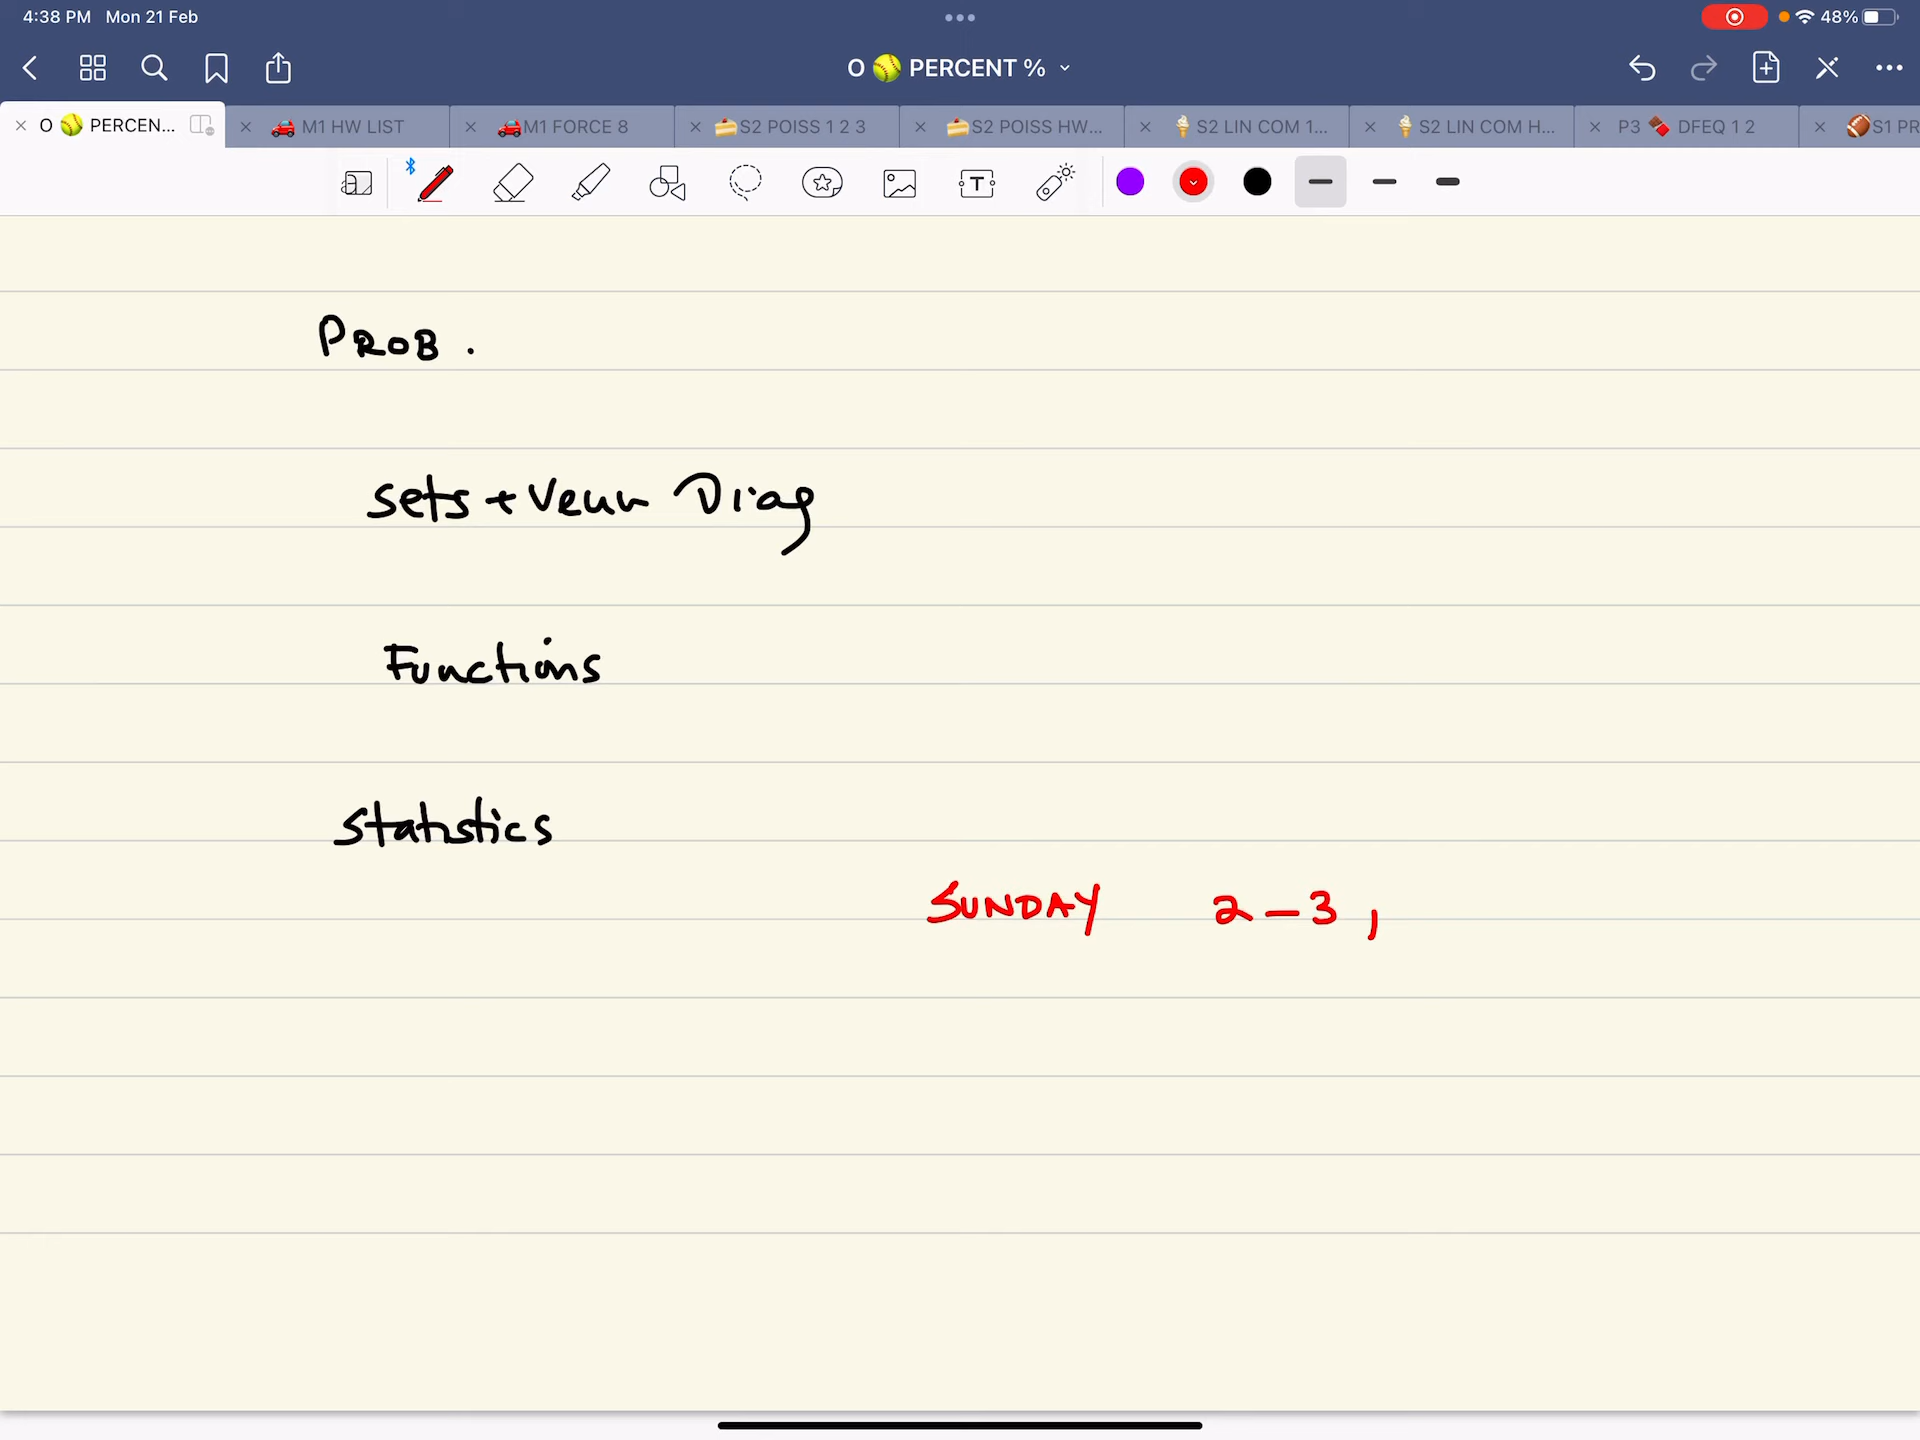 4:38 PM Mon 21 Feb
48%
O 🥎 PERCENT %
O 🥎 PERCEN...
🚗 M1 HW LIST
🚗M1 FORCE 8
🍰S2 POISS 1 2 3
🍰S2 POISS HW...
🍦 S2 LIN COM 1...
🍦 S2 LIN COM H...
P3 🍫 DFEQ 1 2
🏈S1 PR
PROB.
Sets + Venn Diag
Functions
Statistics
SUNDAY 2-3,